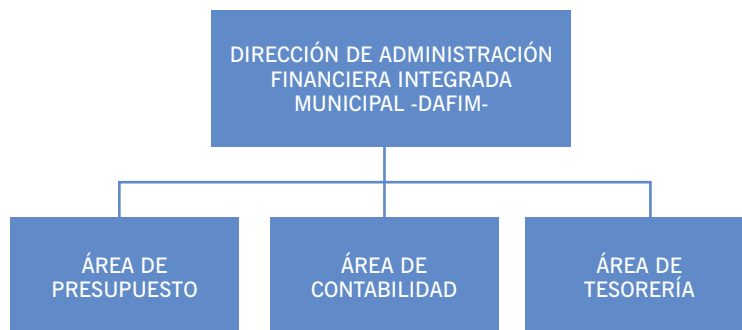 DIRECCIÓN DE ADMINISTRACIÓN
FINANCIERA INTEGRADA
MUNICIPAL -DAFIM-
ÁREA DE
PRESUPUESTO
ÁREA DE
CONTABILIDAD
ÁREA DE
TESORERÍA